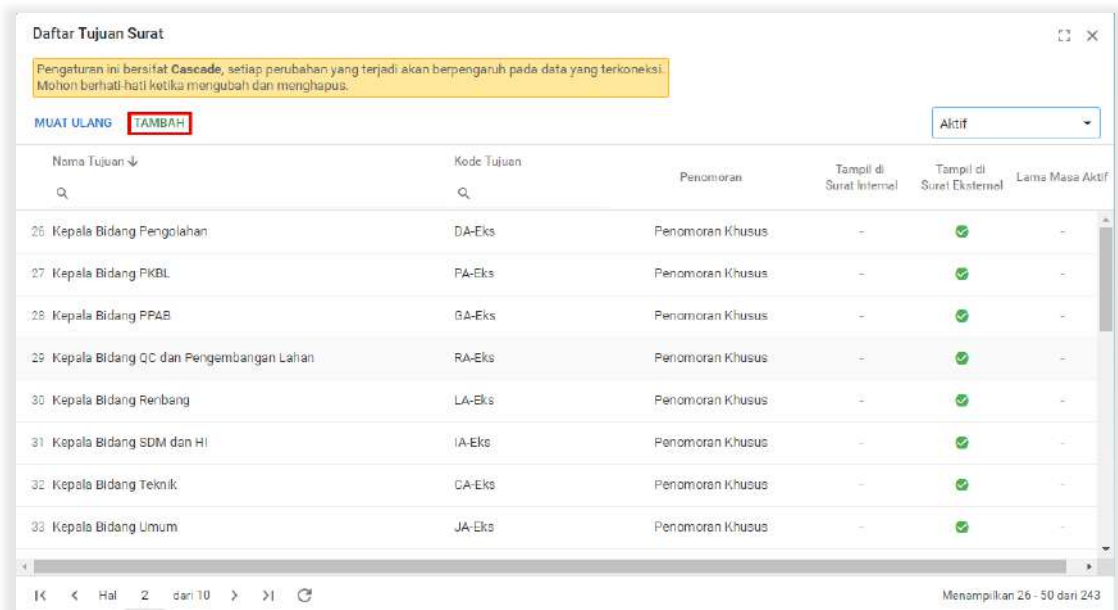 Daftar Tujuan Surat
Pengaturan ini bersifat Cascade, setiap perubahan yang terjadi akan berpengaruh pada data yang terkoneksi.
Mohon berhati-hati ketika mengubah dan menghapus.
MUAT ULANG TAMBAH Aktif
Nama Tujuan Kode Tujuan Penomoran Tampil di Surat Internal Tampil di Surat Eksternal Lama Masa Aktif
26 Kepala Bidang Pengolahan DA-Eks Penomoran Khusus - -
27 Kepala Bidang PKBL PA-Eks Penomoran Khusus - -
28 Kepala Bidang PPAB GA-Eks Penomoran Khusus - -
29 Kepala Bidang QC dan Pengembangan Lahan RA-Eks Penomoran Khusus - -
30 Kepala Bidang Renbang LA-Eks Penomoran Khusus - -
31 Kepala Bidang SDM dan HI IA-Eks Penomoran Khusus - -
32 Kepala Bidang Teknik CA-Eks Penomoran Khusus - -
33 Kepala Bidang Umum JA-Eks Penomoran Khusus - -
Hal 2 dari 10 Menampilkan 26 - 50 dari 243